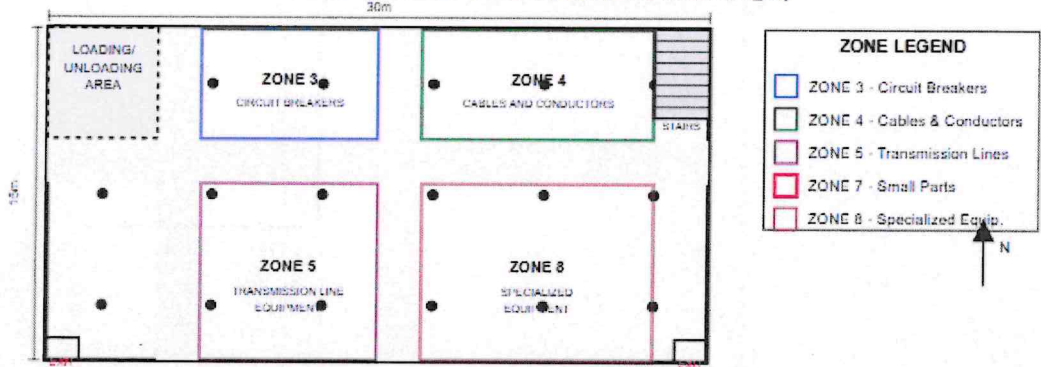 30m
15m
LOADING/
UNLOADING
AREA
ZONE 3
CIRCUIT BREAKERS
ZONE 4
CABLES AND CONDUCTORS
STAIRS
ZONE 5
TRANSMISSION LINE
EQUIPMENT
ZONE 8
SPECIALIZED
EQUIPMENT
ZONE LEGEND
ZONE 3 - Circuit Breakers
ZONE 4 - Cables & Conductors
ZONE 5 - Transmission Lines
ZONE 7 - Small Parts
ZONE 8 - Specialized Equip.
N